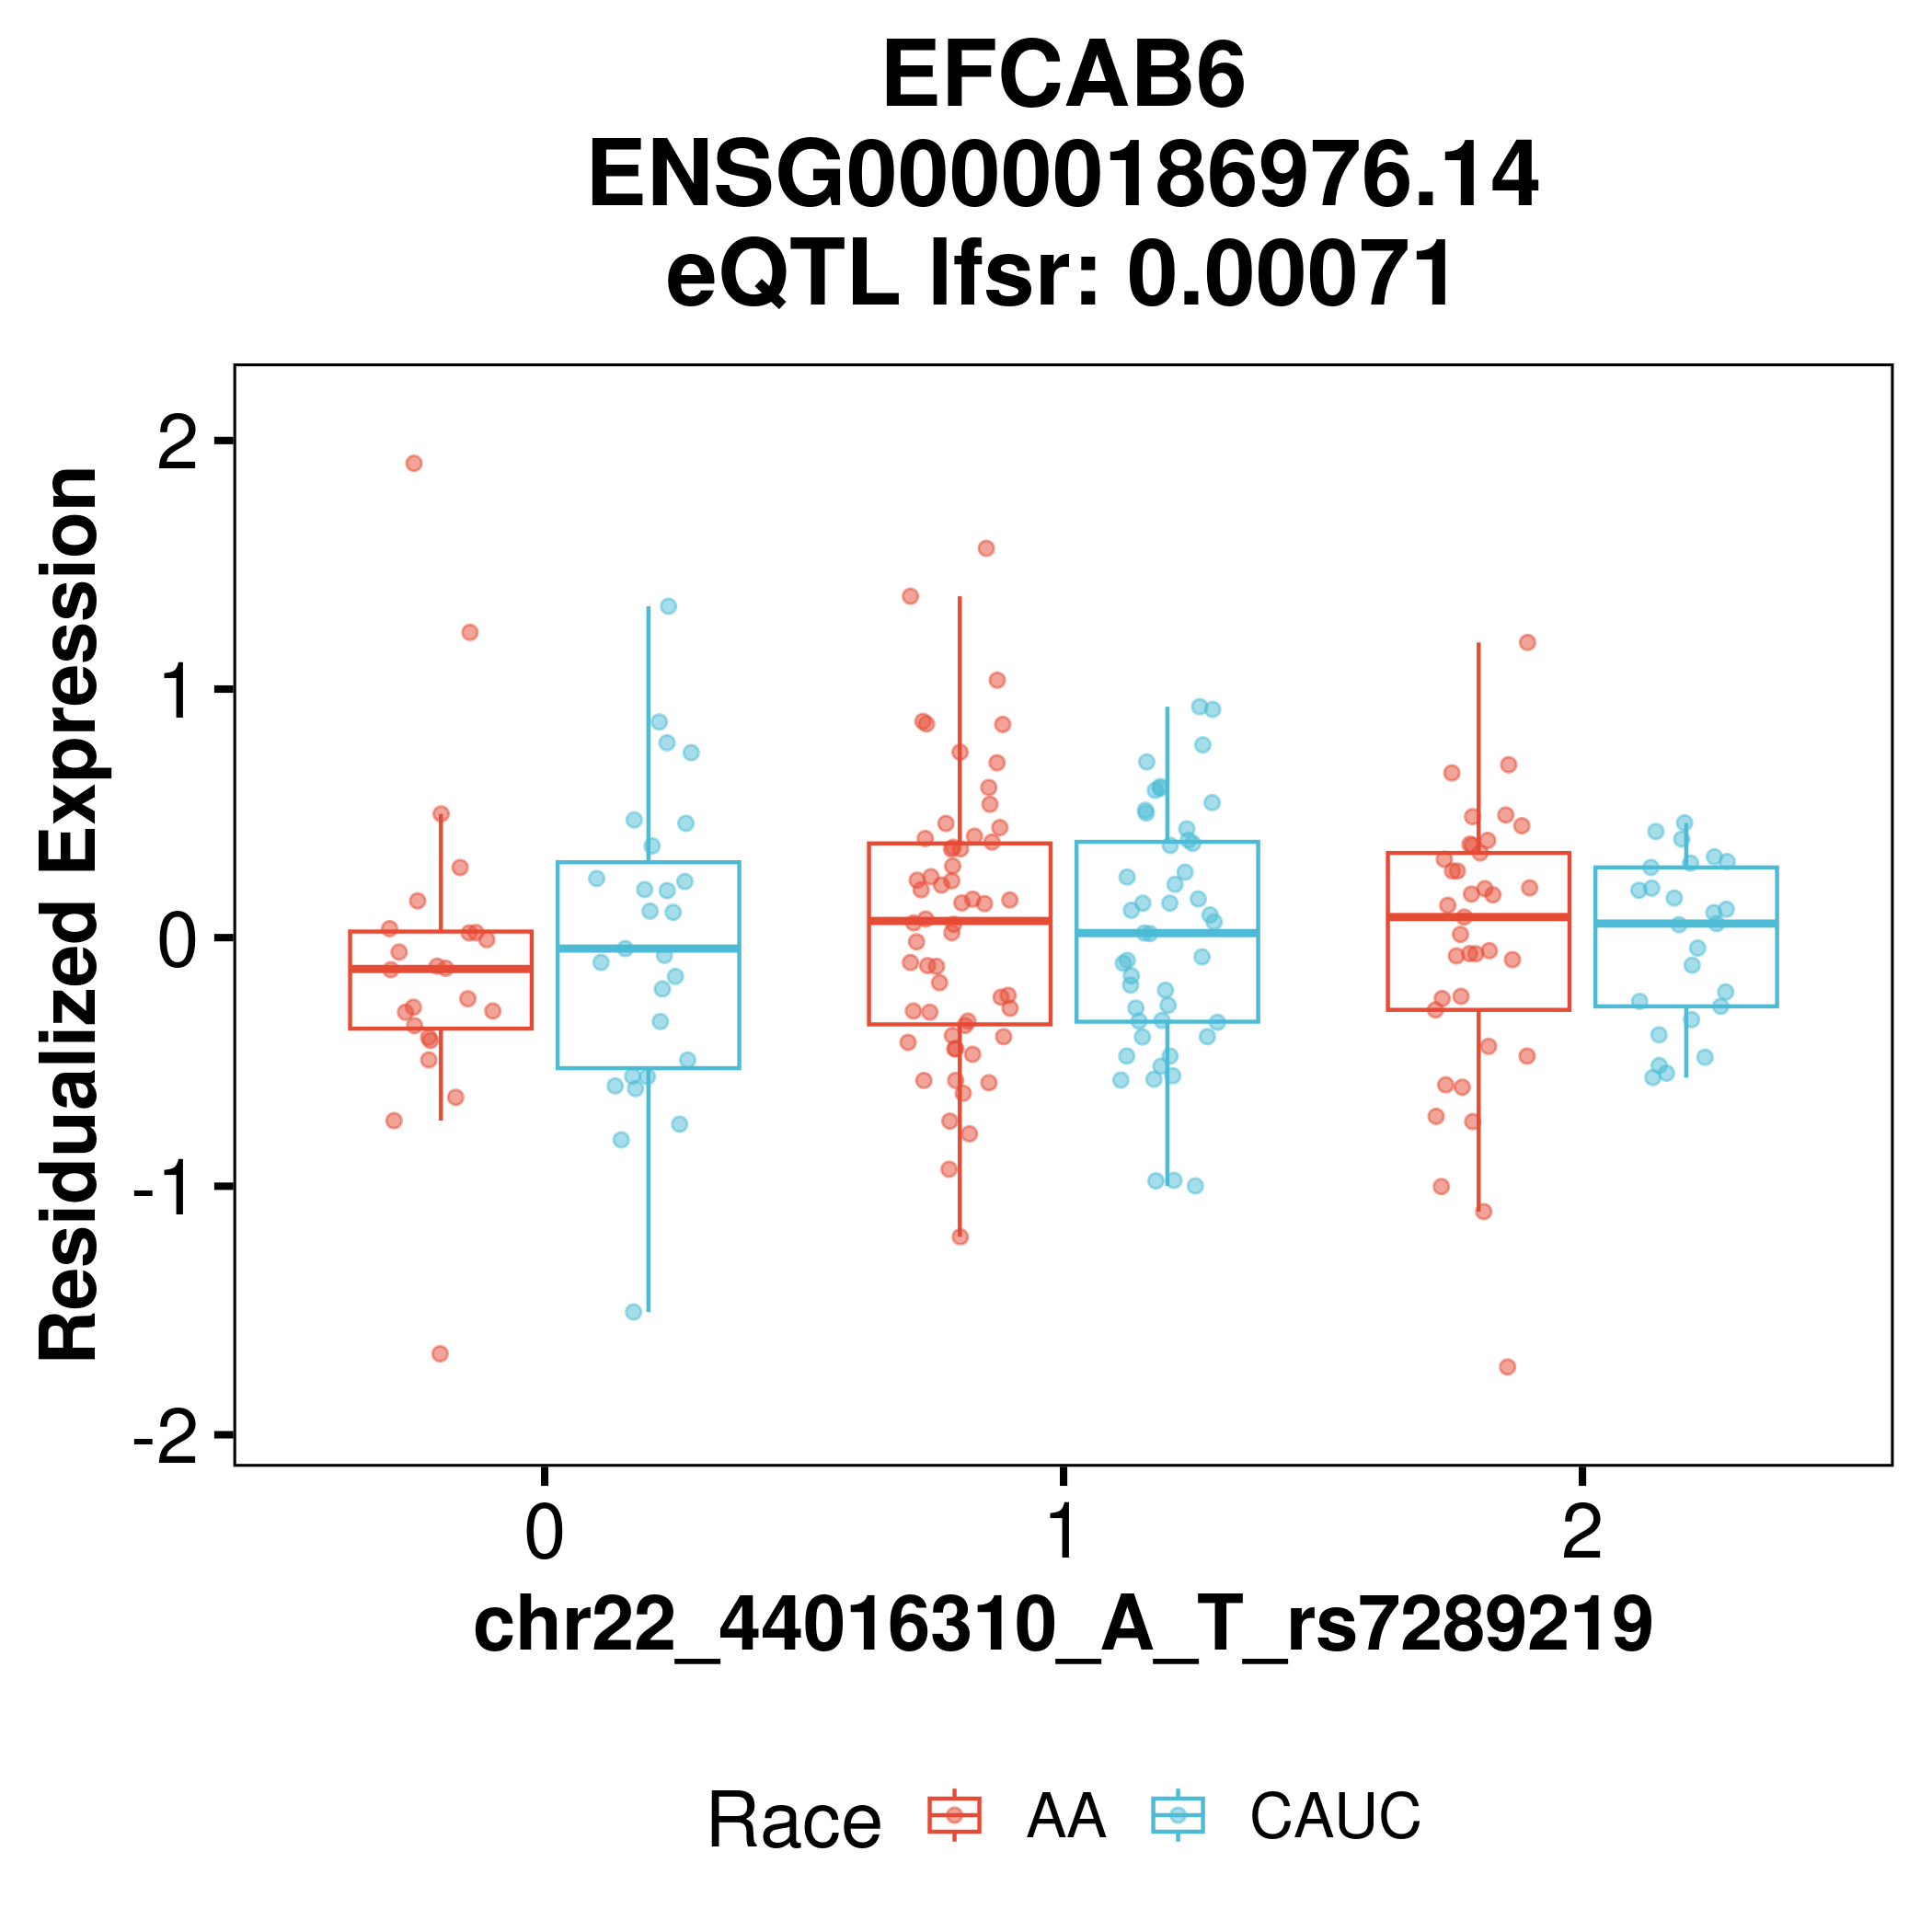 EFCAB6
ENSG00000186976.14
eQTL lfsr: 0.00071
Residualized Expression
2
1
0
-1
-2
0 1 2
chr22_44016310_A_T_rs7289219
Race AA CAUC